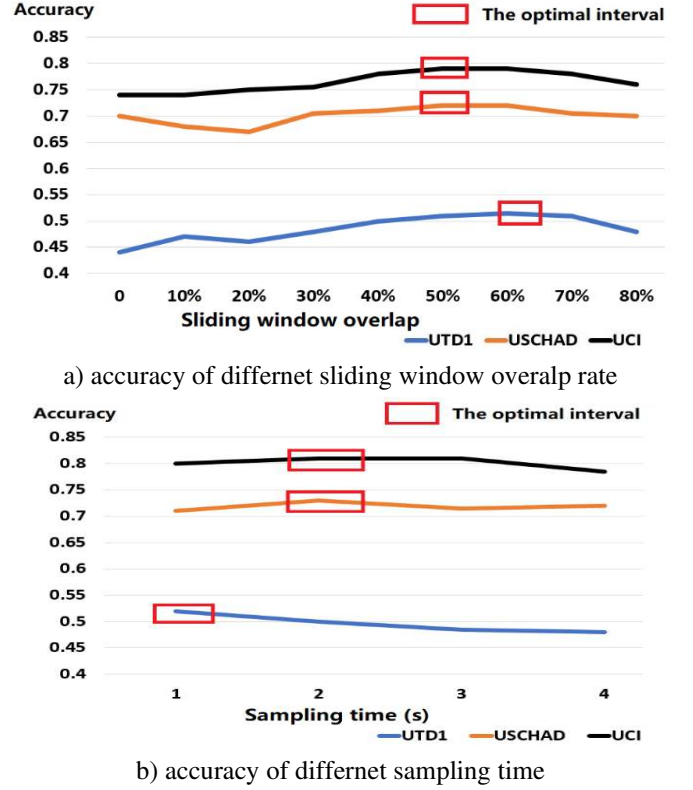 Accuracy
The optimal interval
0.85
0.8
0.75
0.7
0.65
0.6
0.55
0.5
0.45
0.4
0 10% 20% 30% 40% 50% 60% 70% 80%
Sliding window overlap
UTD1 USCHAD UCI
a) accuracy of differnet sliding window overalp rate
Accuracy
The optimal interval
0.85
0.8
0.75
0.7
0.65
0.6
0.55
0.5
0.45
0.4
1 2 3 4
Sampling time (s)
UTD1 USCHAD UCI
b) accuracy of differnet sampling time